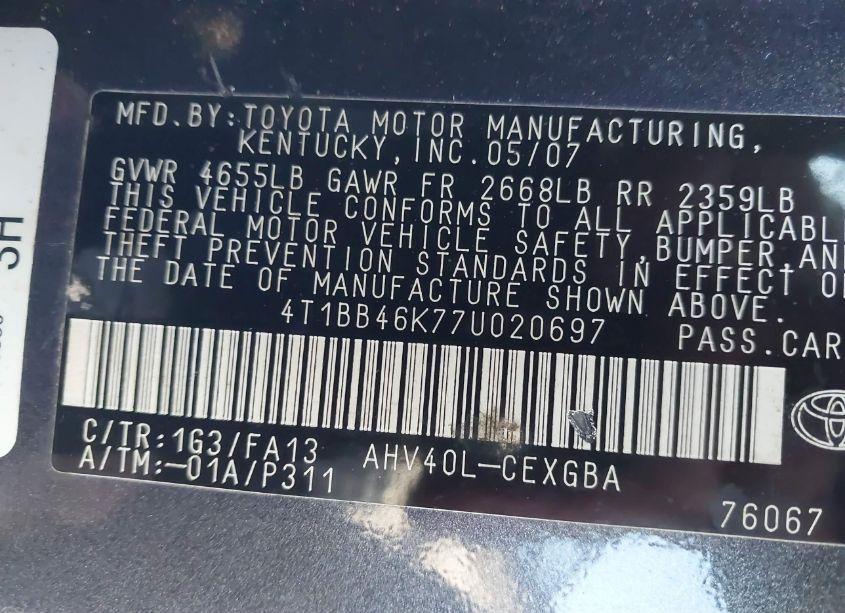 MFD.BY:TOYOTA MOTOR MANUFACTURING,
KENTUCKY,INC.05/07
GVWR 4655LB GAWR FR 2668LB RR 2359LB
THIS VEHICLE CONFORMS TO ALL APPLICABL
FEDERAL MOTOR VEHICLE SAFETY,BUMPER,AN
THEFT PREVENTION STANDARDS IN EFFECT O
THE DATE OF MANUFACTURE SHOWN ABOVE.
4T1BB46K77U020697 PASS.CAR
C/TR:1G3/FA13 AHV40L-CEXGBA
A/TM:-01A/P311
76067
SH